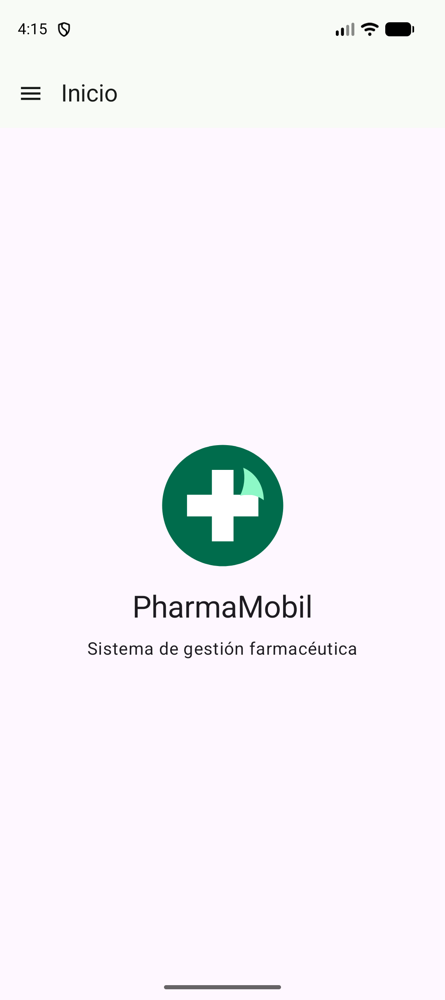 4:15
Inicio
PharmaMobil
Sistema de gestión farmacéutica